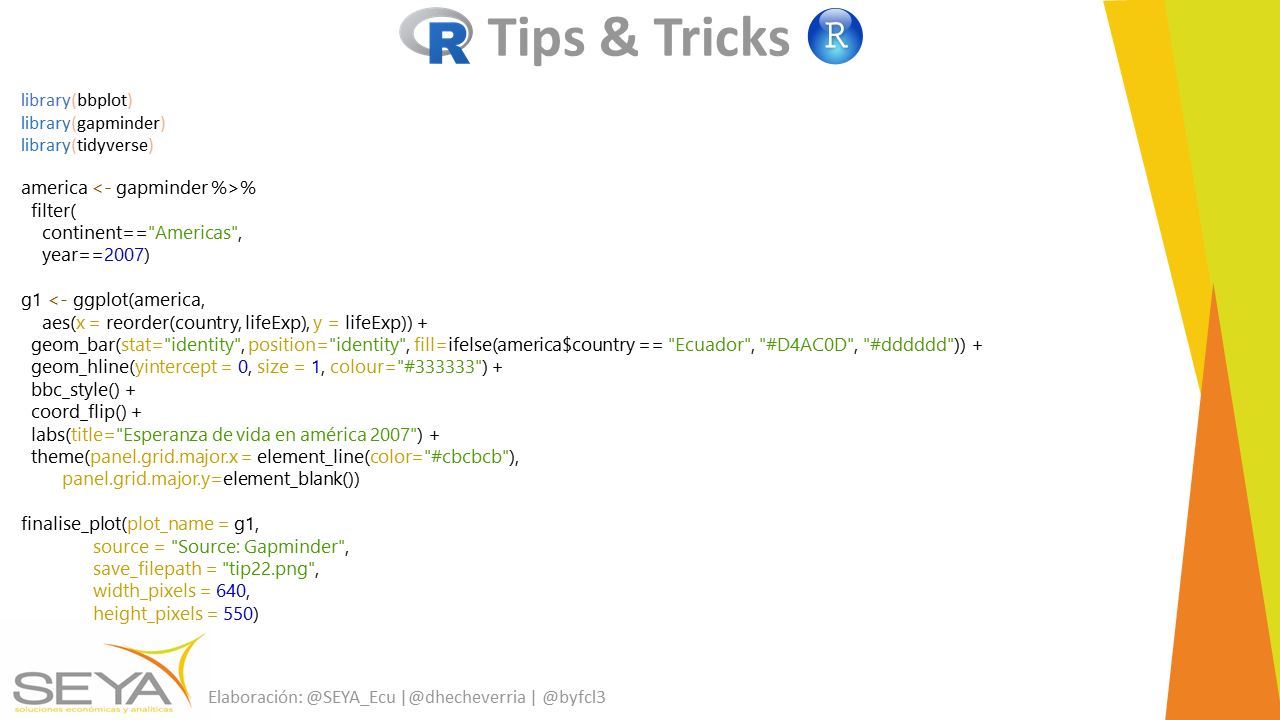 R Tips & Tricks R
library(bbplot)
library(gapminder)
library(tidyverse)
america <- gapminder %>%
filter(
continent=="Americas",
year==2007)
g1 <- ggplot(america,
aes(x = reorder(country, lifeExp), y = lifeExp)) +
geom_bar(stat="identity", position="identity", fill=ifelse(america$country == "Ecuador", "#D4AC0D", "#dddddd")) +
geom_hline(yintercept = 0, size = 1, colour="#333333") +
bbc_style() +
coord_flip() +
labs(title="Esperanza de vida en américa 2007") +
theme(panel.grid.major.x = element_line(color="#cbcbcb"),
panel.grid.major.y=element_blank())
finalise_plot(plot_name = g1,
source = "Source: Gapminder",
save_filepath = "tip22.png",
width_pixels = 640,
height_pixels = 550)
SEYA
soluciones económicas y analíticas
Elaboración: @SEYA_Ecu |@dhecheverria | @byfcl3